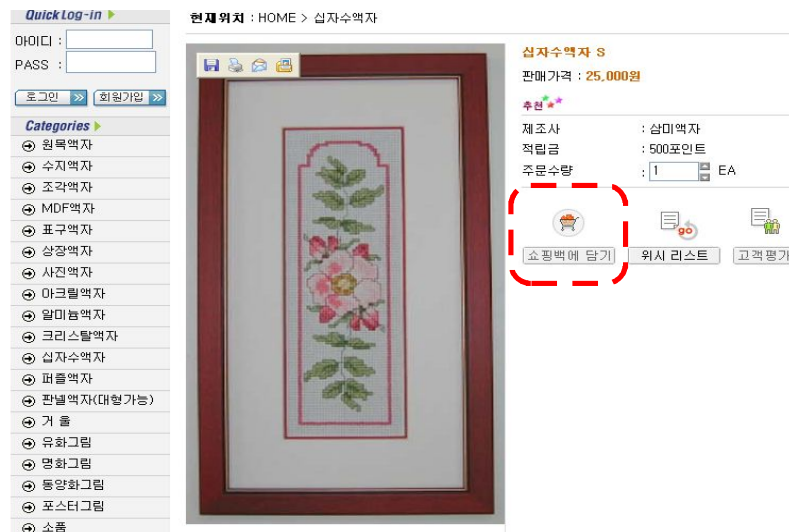 Quick Log-in
아이디 :
PASS :
로그인 회원가입
Categories
원목액자
수지액자
조각액자
MDF액자
표구액자
상장액자
사진액자
아크릴액자
알미늄액자
크리스탈액자
십자수액자
퍼즐액자
판넬액자(대형가능)
거 울
유화그림
명화그림
동양화그림
포스터그림
소품
현재위치 : HOME > 십자수액자
십자수액자 S
판매가격 : 25,000원
추천
제조사 : 삼미액자
적립금 : 500포인트
주문수량 : 1 EA
go
쇼핑백에 담기 위시 리스트 고객평가